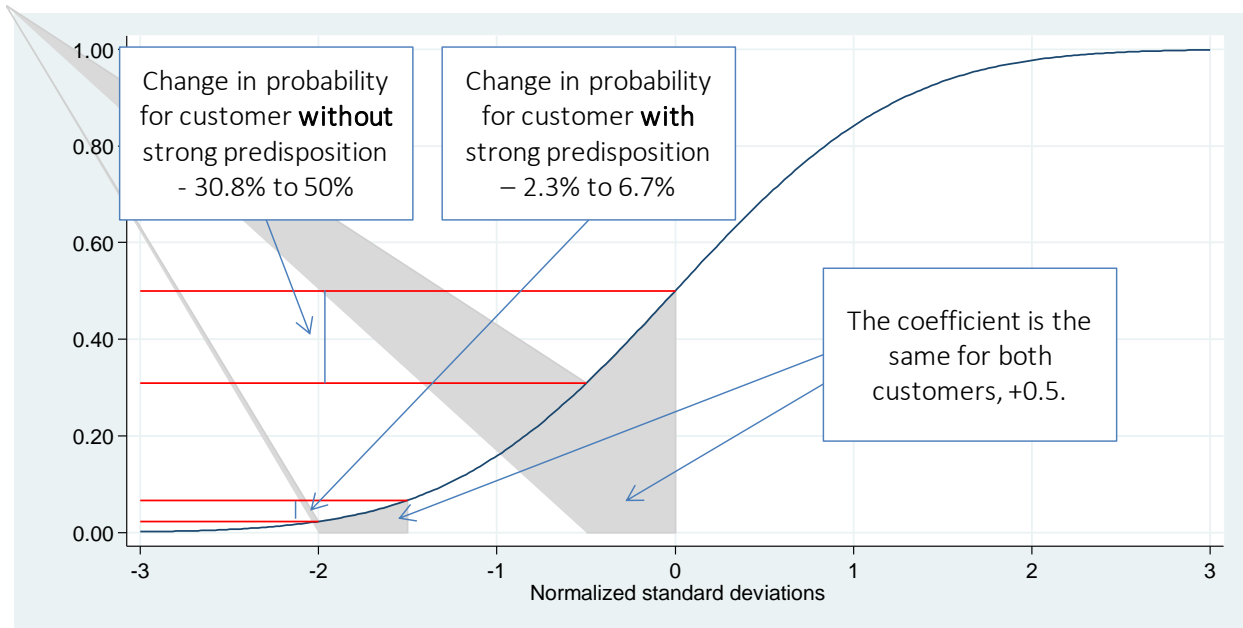 1.00
0.80
0.60
0.40
0.20
0.00
Change in probability
for customer without
strong predisposition
- 30.8% to 50%
Change in probability
for customer with
strong predisposition
– 2.3% to 6.7%
The coefficient is the
same for both
customers, +0.5.
-3 -2 -1 0 1 2 3
Normalized standard deviations